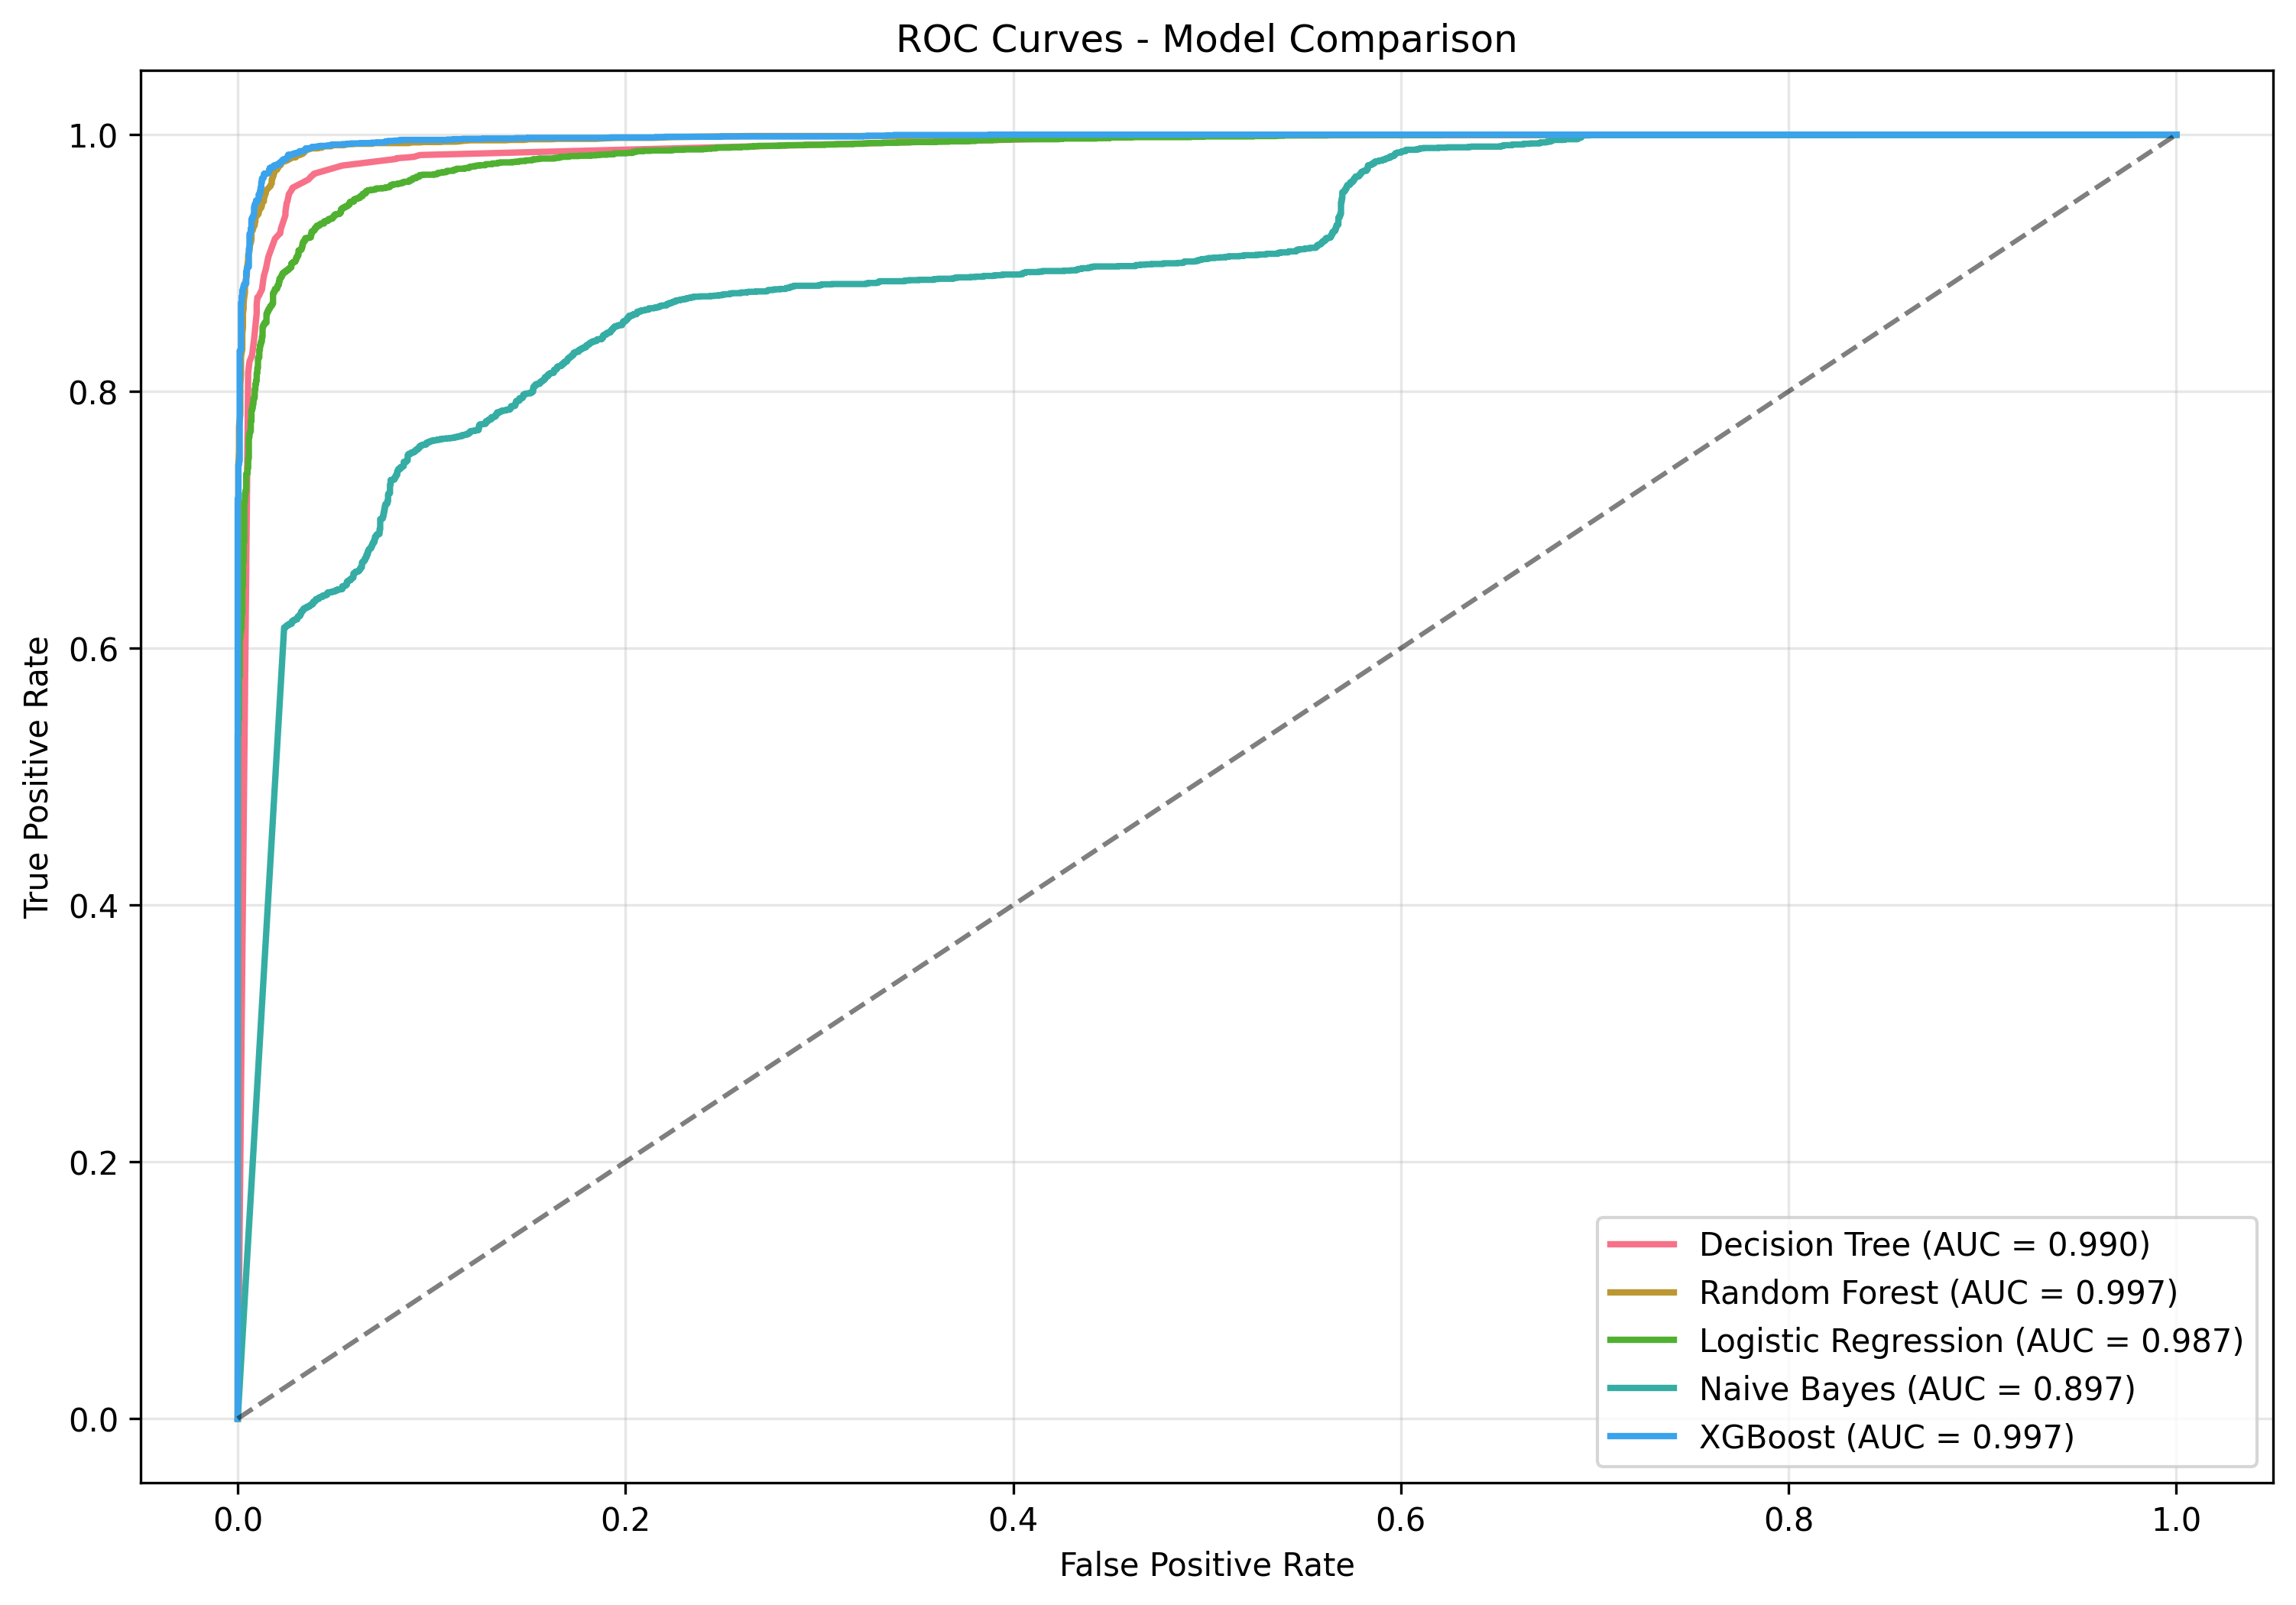 ROC Curves - Model Comparison
True Positive Rate
1.0
0.8
0.6
0.4
0.2
0.0
0.0 0.2 0.4 0.6 0.8 1.0
False Positive Rate
Decision Tree (AUC = 0.990)
Random Forest (AUC = 0.997)
Logistic Regression (AUC = 0.987)
Naive Bayes (AUC = 0.897)
XGBoost (AUC = 0.997)